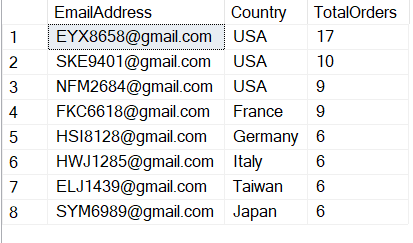 EmailAddress Country TotalOrders
1 EYX8658@gmail.com USA 17
2 SKE9401@gmail.com USA 10
3 NFM2684@gmail.com USA 9
4 FKC6618@gmail.com France 9
5 HSI8128@gmail.com Germany 6
6 HWJ1285@gmail.com Italy 6
7 ELJ1439@gmail.com Taiwan 6
8 SYM6989@gmail.com Japan 6